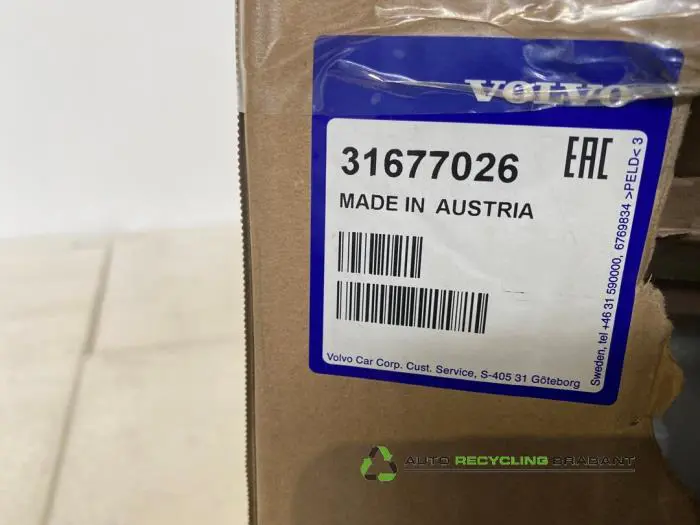 VOLVO
31677026
EAC
MADE IN AUSTRIA
Volvo Car Corp. Cust. Service, S-405 31 Göteborg
Sweden, tel +46 31 590000, 6769834 >PELD< 3
AUTO RECYCLING BRABANT